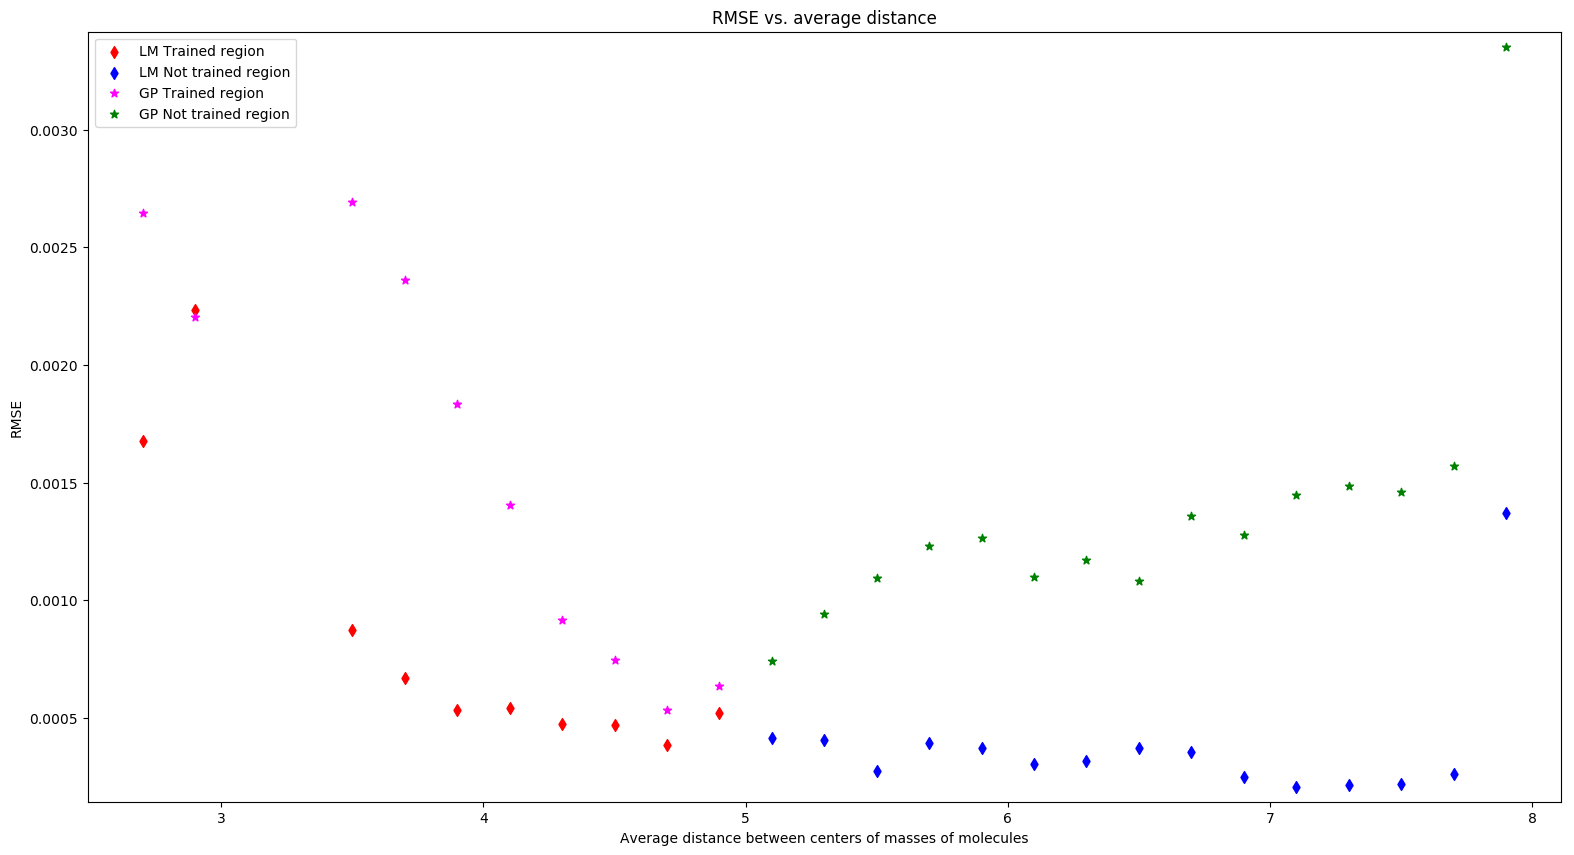 RMSE vs. average distance
LM Trained region
LM Not trained region
GP Trained region
GP Not trained region
0.0030
0.0025
0.0020
0.0015
0.0010
0.0005
RMSE
3 4 5 6 7 8
Average distance between centers of masses of molecules